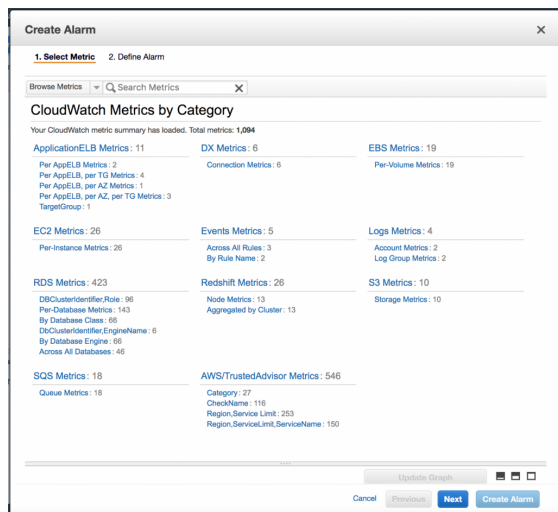 Create Alarm
1. Select Metric 2. Define Alarm
Browse Metrics Search Metrics
CloudWatch Metrics by Category
Your CloudWatch metric summary has loaded. Total metrics: 1,094
ApplicationELB Metrics : 11
Per AppELB Metrics : 2
Per AppELB, per TG Metrics : 4
Per AppELB, per AZ Metrics : 1
Per AppELB, per AZ, per TG Metrics : 3
TargetGroup : 1
DX Metrics : 6
Connection Metrics : 6
EBS Metrics : 19
Per-Volume Metrics : 19
EC2 Metrics : 26
Per-Instance Metrics : 26
Events Metrics : 5
Across All Rules : 3
By Rule Name : 2
Logs Metrics : 4
Account Metrics : 2
Log Group Metrics : 2
RDS Metrics : 423
DBClusterIdentifier,Role : 96
Per-Database Metrics : 143
By Database Class : 66
DbClusterIdentifier,EngineName : 6
By Database Engine : 66
Across All Databases : 46
Redshift Metrics : 26
Node Metrics : 13
Aggregated by Cluster : 13
S3 Metrics : 10
Storage Metrics : 10
SQS Metrics : 18
Queue Metrics : 18
AWS/TrustedAdvisor Metrics : 546
Category : 27
CheckName : 116
Region,Service Limit : 253
Region,ServiceLimit,ServiceName : 150
Update Graph
Cancel Previous Next Create Alarm